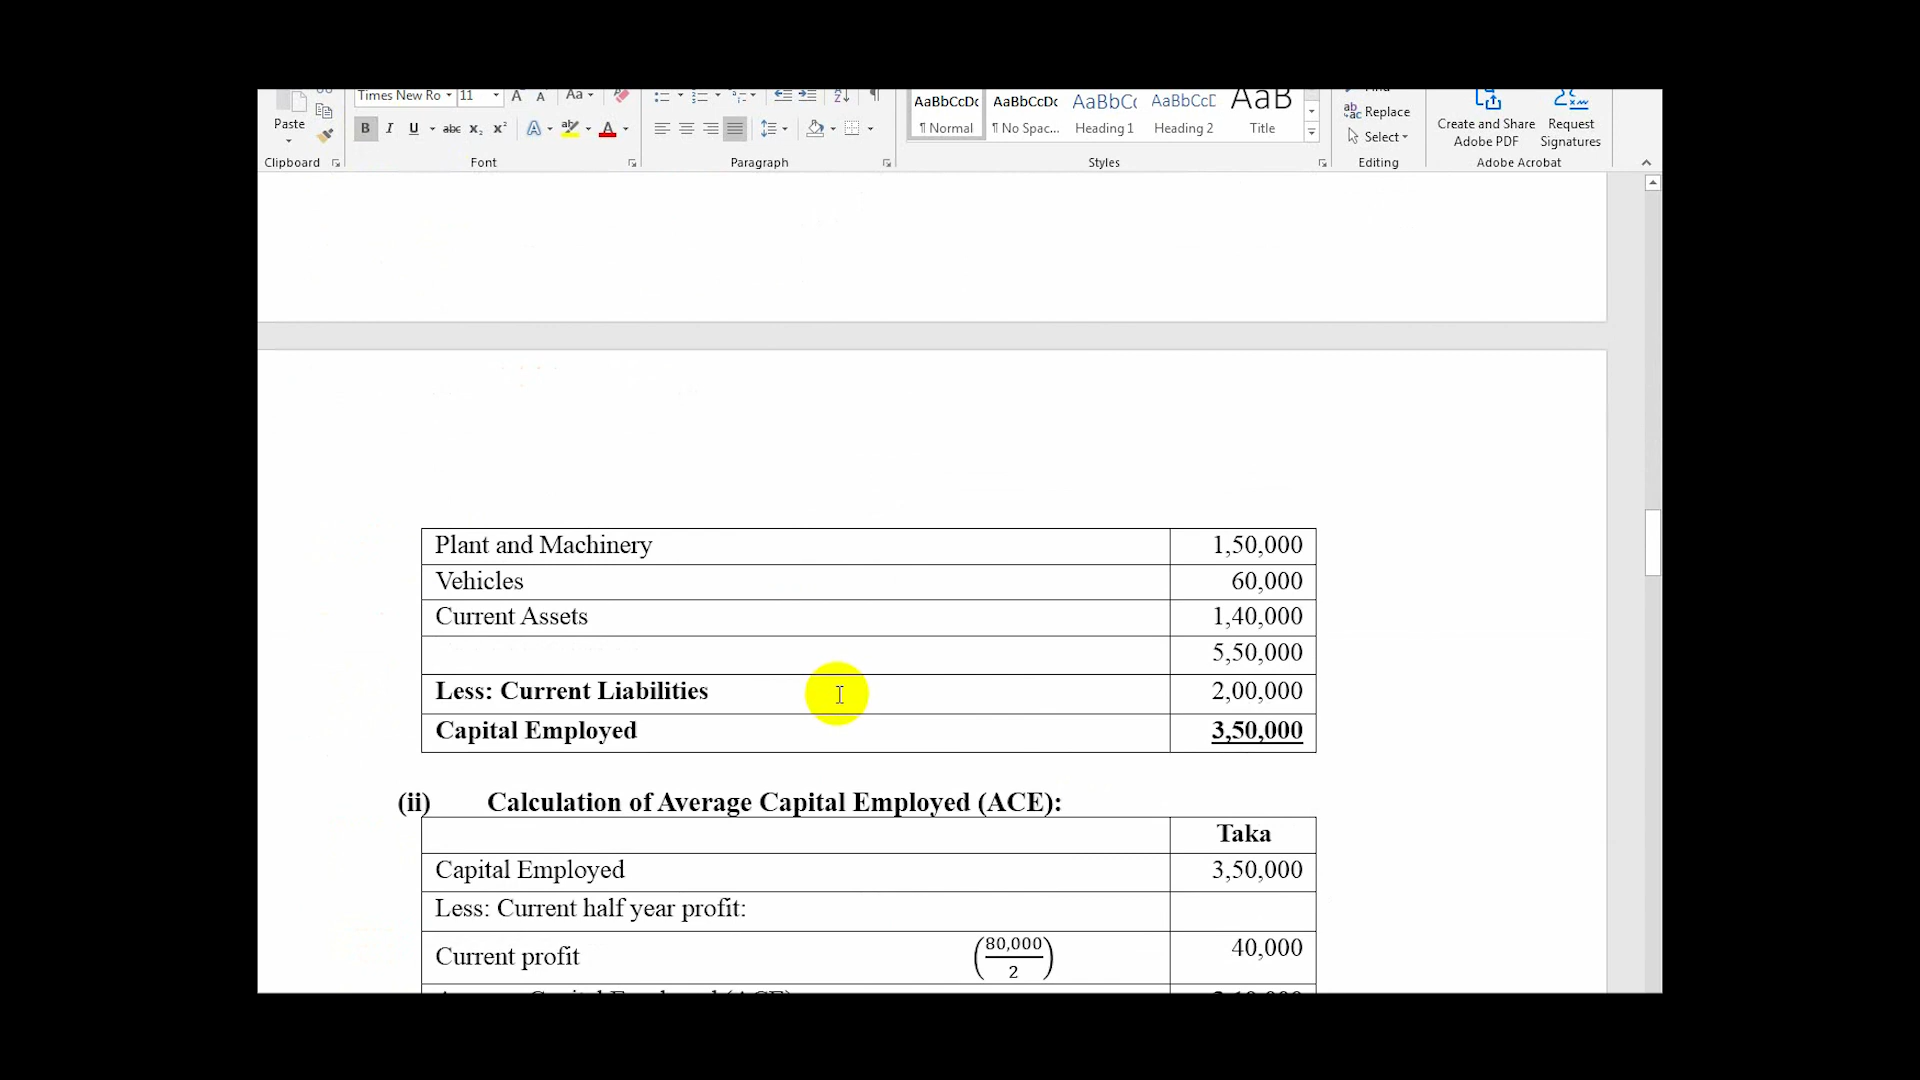 Times New Ro 11 Aa
Paste
B I U abc x₂ x² A A
Clipboard Font Paragraph Styles Editing Adobe Acrobat
AaBbCcDc AaBbCcDc AaBbCc AaBbCcD AaB
¶ Normal ¶ No Spac... Heading 1 Heading 2 Title
Replace
Select
Create and Share Adobe PDF
Request Signatures
Plant and Machinery 1,50,000
Vehicles 60,000
Current Assets 1,40,000
5,50,000
Less: Current Liabilities 2,00,000
Capital Employed 3,50,000
(ii) Calculation of Average Capital Employed (ACE):
Taka
Capital Employed 3,50,000
Less: Current half year profit:
Current profit (80,000/2) 40,000